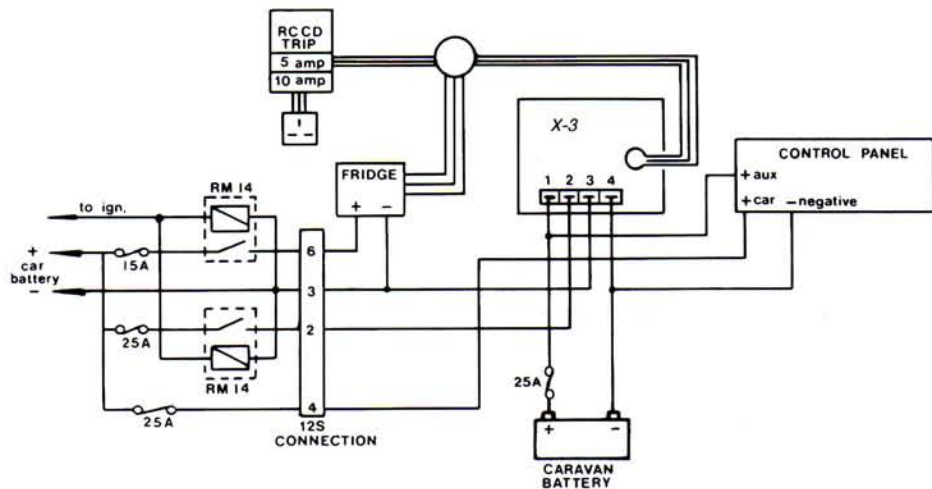 RCCD
TRIP
5 amp
10 amp
X-3
1 2 3 4
CONTROL PANEL
+ aux
+ car
− negative
FRIDGE
+ −
RM 14
to ign.
+
car
battery
−
15A
6
3
2
4
25A
RM 14
25A
12S
CONNECTION
25A
+ −
CARAVAN
BATTERY